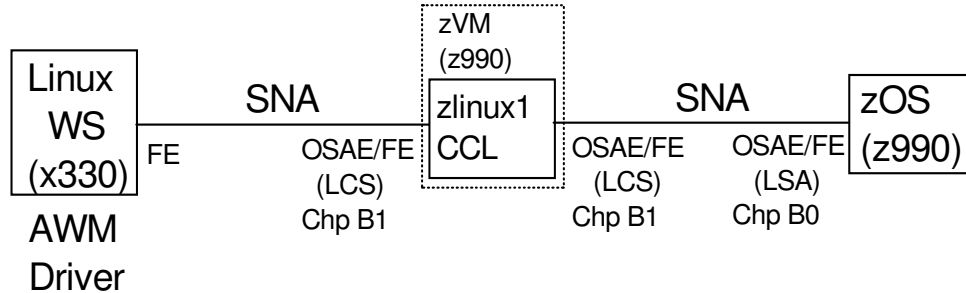 Linux
WS
(x330)
AWM
Driver
SNA
FE
OSAE/FE
(LCS)
Chp B1
zVM
(z990)
zlinux1
CCL
SNA
OSAE/FE
(LCS)
Chp B1
OSAE/FE
(LSA)
Chp B0
zOS
(z990)